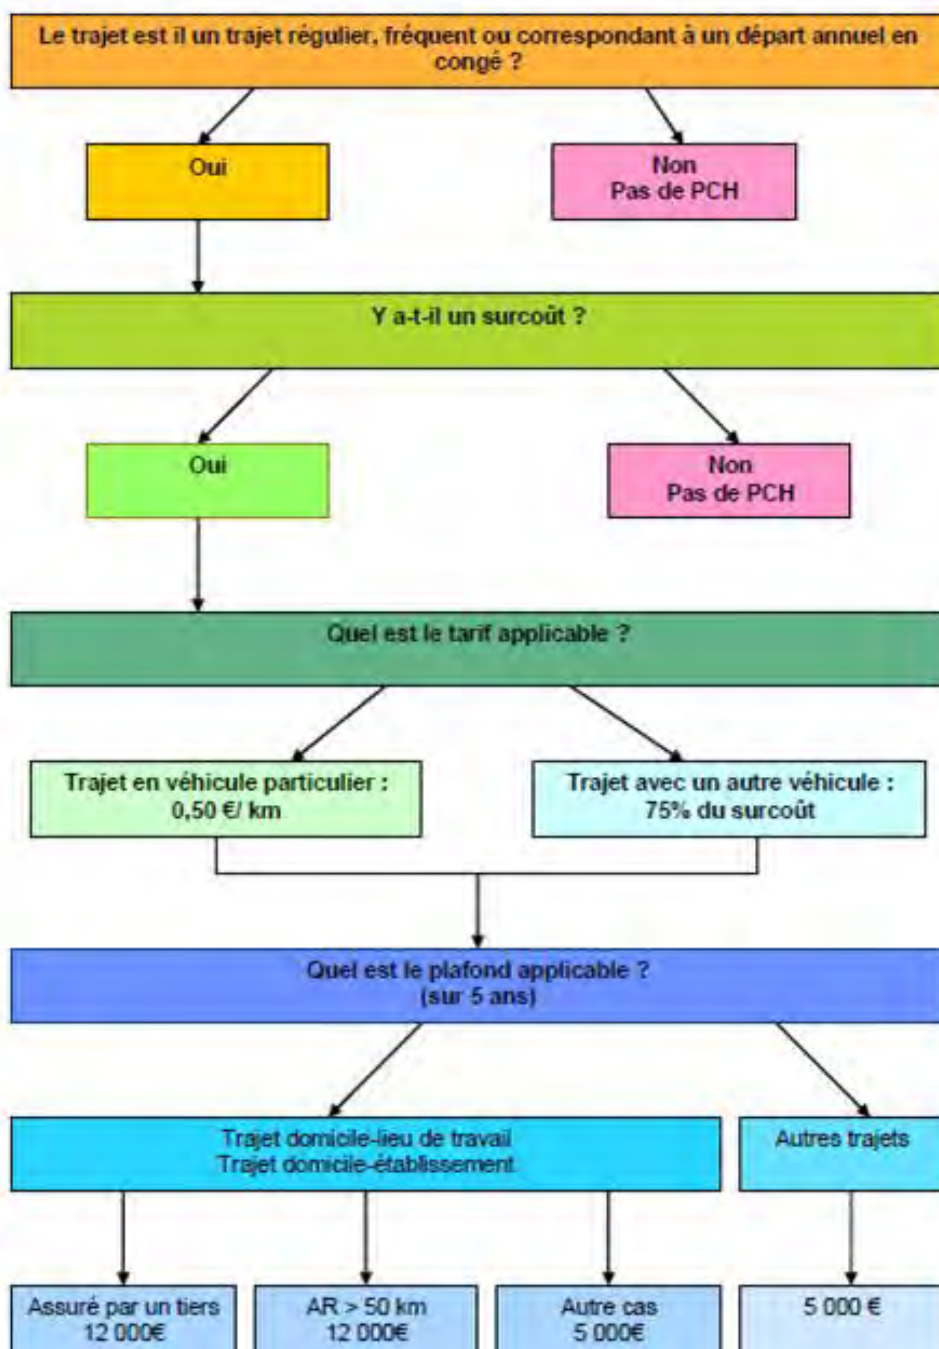 Le trajet est il un trajet régulier, fréquent ou correspondant à un départ annuel en
congé ?
Oui
Non
Pas de PCH
Y a-t-il un surcoût ?
Oui
Non
Pas de PCH
Quel est le tarif applicable ?
Trajet en véhicule particulier :
0,50 €/ km
Trajet avec un autre véhicule :
75% du surcoût
Quel est le plafond applicable ?
(sur 5 ans)
Trajet domicile-lieu de travail
Trajet domicile-établissement
Autres trajets
Assuré par un tiers
12 000€
AR > 50 km
12 000€
Autre cas
5 000€
5 000 €